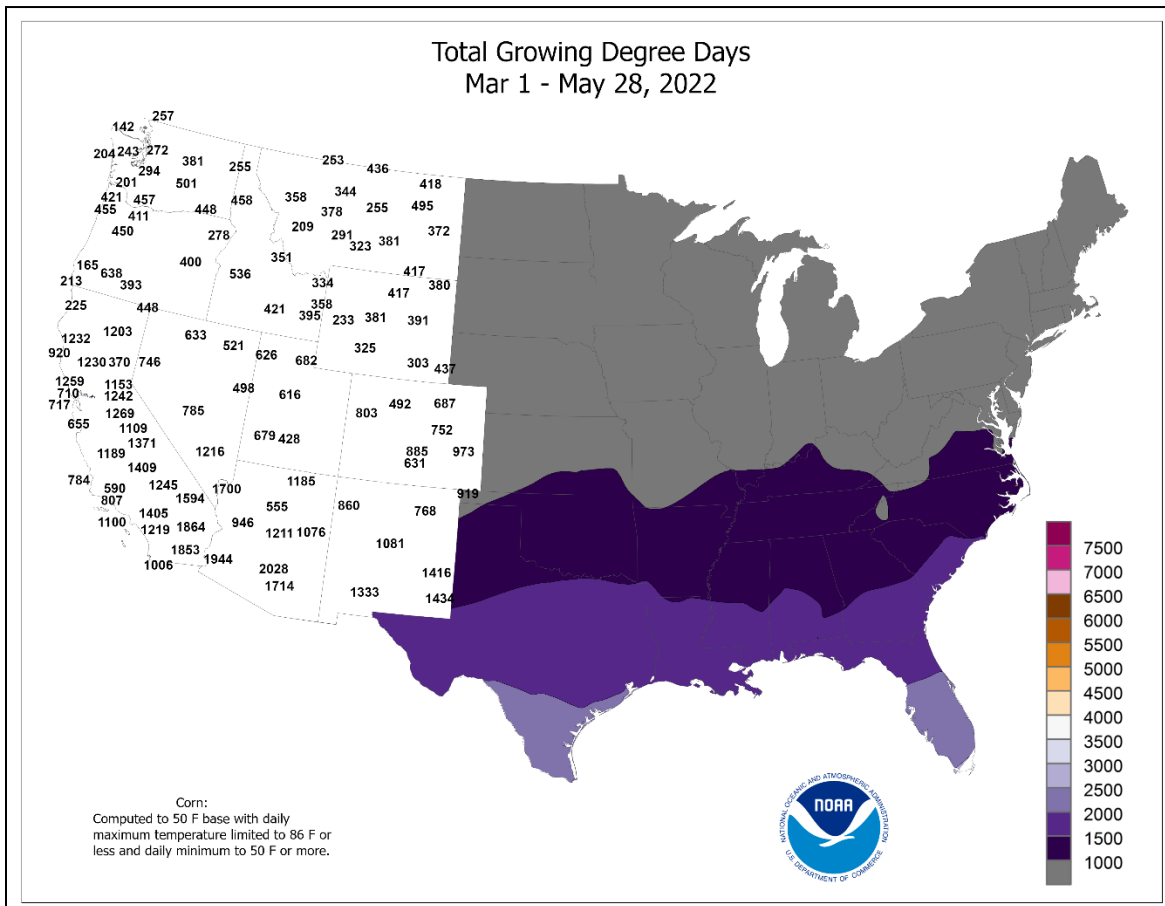 Total Growing Degree Days
Mar 1 - May 28, 2022
257
142
204 243 272
381 255 253 436
294
201 501 358 344 418
421 457 458 378 255 495
455 411 448 209
450 278 291 323 381 372
165 638 400 536 351 417
213 393 334 417 380
225 448 421 358
395 233 381 391
1232 1203 633 521
920 1230 370 746 626 682 325 303 437
1259 1153 498 616
710 1242 492 687
717 1269 785 803
655 1109 752
1371 679 428
1189 1216 885 973
1409 631
784 590 1245 1700 1185 919
807 1594 555 860 768
1405 946
1100 1219 1864 1211 1076
1853 1081
1006 1944 2028 1416
1714 1333 1434
7500
7000
6500
6000
5500
5000
4500
4000
3500
3000
2500
2000
1500
1000
Corn:
Computed to 50 F base with daily
maximum temperature limited to 86 F or
less and daily minimum to 50 F or more.
NATIONAL OCEANIC AND ATMOSPHERIC ADMINISTRATION
NOAA
U.S. DEPARTMENT OF COMMERCE